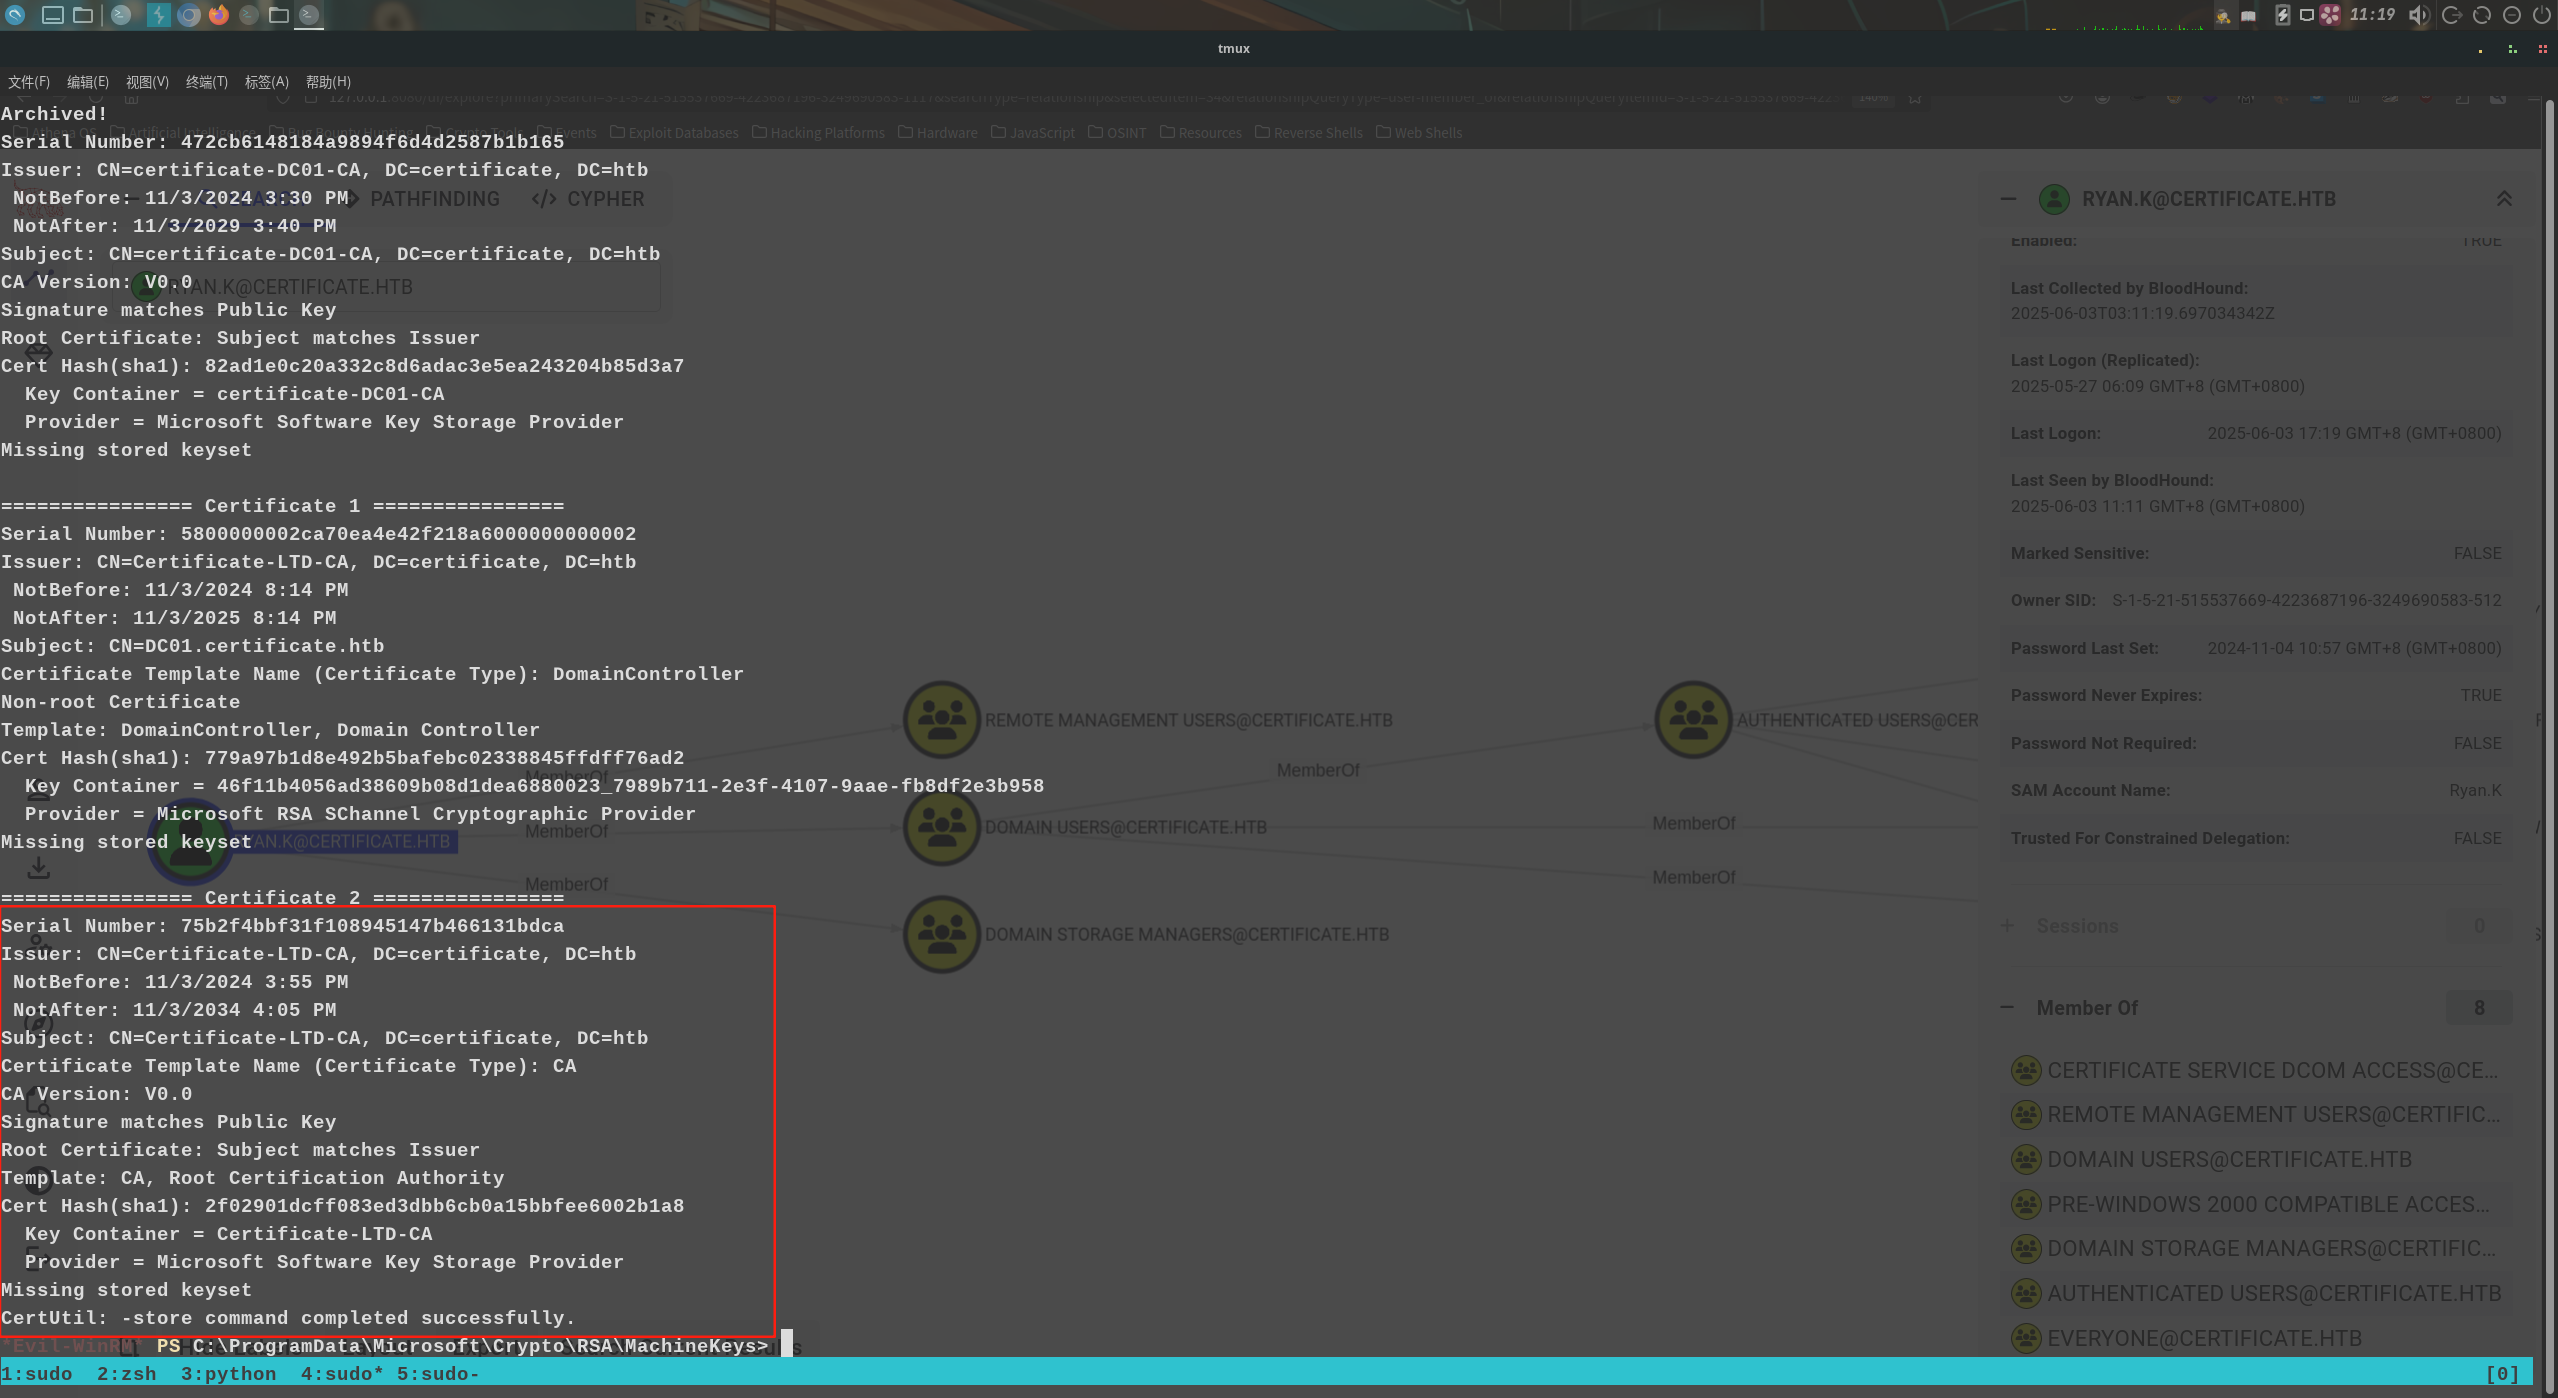 11:19
tmux
文件(F) 编辑(E) 视图(V) 终端(T) 标签(A) 帮助(H)
Archived!
Athena OS Artificial Intelligence Bug Bounty Hunting Crypto Tools Events Exploit Databases Hacking Platforms Hardware JavaScript OSINT Resources Reverse Shells Web Shells
Serial Number: 472cb6148184a9894f6d4d2587b1b165
Issuer: CN=certificate-DC01-CA, DC=certificate, DC=htb
NotBefore: 11/3/2024 3:30 PM
NotAfter: 11/3/2029 3:40 PM
Subject: CN=certificate-DC01-CA, DC=certificate, DC=htb
CA Version: V0.0
Signature matches Public Key
Root Certificate: Subject matches Issuer
Cert Hash(sha1): 82ad1e0c20a332c8d6adac3e5ea243204b85d3a7
Key Container = certificate-DC01-CA
Provider = Microsoft Software Key Storage Provider
Missing stored keyset
================ Certificate 1 ================
Serial Number: 5800000002ca70ea4e42f218a6000000000002
Issuer: CN=Certificate-LTD-CA, DC=certificate, DC=htb
NotBefore: 11/3/2024 8:14 PM
NotAfter: 11/3/2025 8:14 PM
Subject: CN=DC01.certificate.htb
Certificate Template Name (Certificate Type): DomainController
Non-root Certificate
Template: DomainController, Domain Controller
Cert Hash(sha1): 779a97b1d8e492b5bafebc02338845ffdff76ad2
Key Container = 46f11b4056ad38609b08d1dea6880023_7989b711-2e3f-4107-9aae-fb8df2e3b958
Provider = Microsoft RSA SChannel Cryptographic Provider
Missing stored keyset
================ Certificate 2 ================
Serial Number: 75b2f4bbf31f108945147b466131bdca
Issuer: CN=Certificate-LTD-CA, DC=certificate, DC=htb
NotBefore: 11/3/2024 3:55 PM
NotAfter: 11/3/2034 4:05 PM
Subject: CN=Certificate-LTD-CA, DC=certificate, DC=htb
Certificate Template Name (Certificate Type): CA
CA Version: V0.0
Signature matches Public Key
Root Certificate: Subject matches Issuer
Template: CA, Root Certification Authority
Cert Hash(sha1): 2f02901dcff083ed3dbb6cb0a15bbfee6002b1a8
Key Container = Certificate-LTD-CA
Provider = Microsoft Software Key Storage Provider
Missing stored keyset
CertUtil: -store command completed successfully.
*Evil-WinRM* PS C:\ProgramData\Microsoft\Crypto\RSA\MachineKeys>
1:sudo 2:zsh 3:python 4:sudo* 5:sudo-
[0]
PATHFINDING
</> CYPHER
RYAN.K@CERTIFICATE.HTB
RYAN.K@CERTIFICATE.HTB
MemberOf
MemberOf
MemberOf
REMOTE MANAGEMENT USERS@CERTIFICATE.HTB
DOMAIN USERS@CERTIFICATE.HTB
DOMAIN STORAGE MANAGERS@CERTIFICATE.HTB
MemberOf
MemberOf
MemberOf
AUTHENTICATED USERS@CER
RYAN.K@CERTIFICATE.HTB
Enabled: TRUE
Last Collected by BloodHound:
2025-06-03T03:11:19.697034342Z
Last Logon (Replicated):
2025-05-27 06:09 GMT+8 (GMT+0800)
Last Logon: 2025-06-03 17:19 GMT+8 (GMT+0800)
Last Seen by BloodHound:
2025-06-03 11:11 GMT+8 (GMT+0800)
Marked Sensitive: FALSE
Owner SID: S-1-5-21-515537669-4223687196-3249690583-512
Password Last Set: 2024-11-04 10:57 GMT+8 (GMT+0800)
Password Never Expires: TRUE
Password Not Required: FALSE
SAM Account Name: Ryan.K
Trusted For Constrained Delegation: FALSE
Sessions 0
Member Of 8
CERTIFICATE SERVICE DCOM ACCESS@CE...
REMOTE MANAGEMENT USERS@CERTIFIC...
DOMAIN USERS@CERTIFICATE.HTB
PRE-WINDOWS 2000 COMPATIBLE ACCES...
DOMAIN STORAGE MANAGERS@CERTIFIC...
AUTHENTICATED USERS@CERTIFICATE.HTB
EVERYONE@CERTIFICATE.HTB